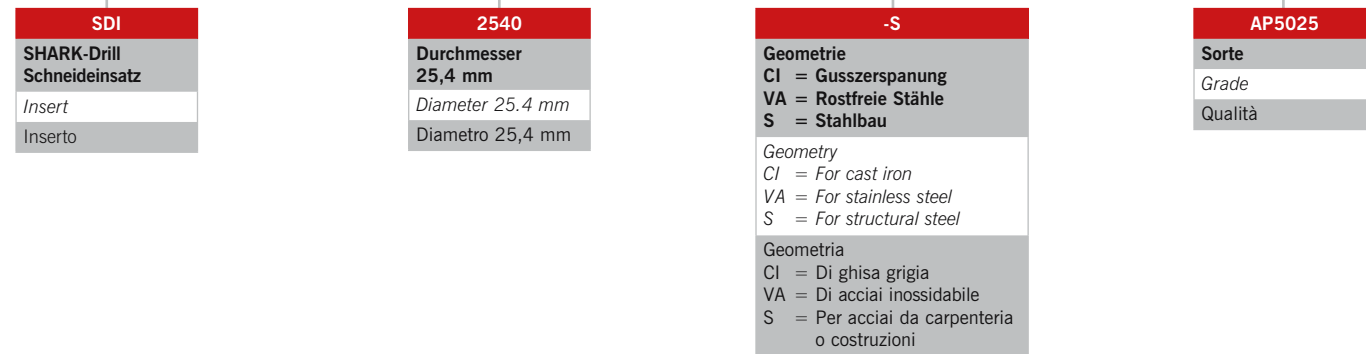 SDI
SHARK-Drill
Schneideinsatz
Insert
Inserto
2540
Durchmesser
25,4 mm
Diameter 25.4 mm
Diametro 25,4 mm
-S
Geometrie
CI = Gusszerspanung
VA = Rostfreie Stähle
S = Stahlbau
Geometry
CI = For cast iron
VA = For stainless steel
S = For structural steel
Geometria
CI = Di ghisa grigia
VA = Di acciai inossidabile
S = Per acciai da carpenteria
o costruzioni
AP5025
Sorte
Grade
Qualità